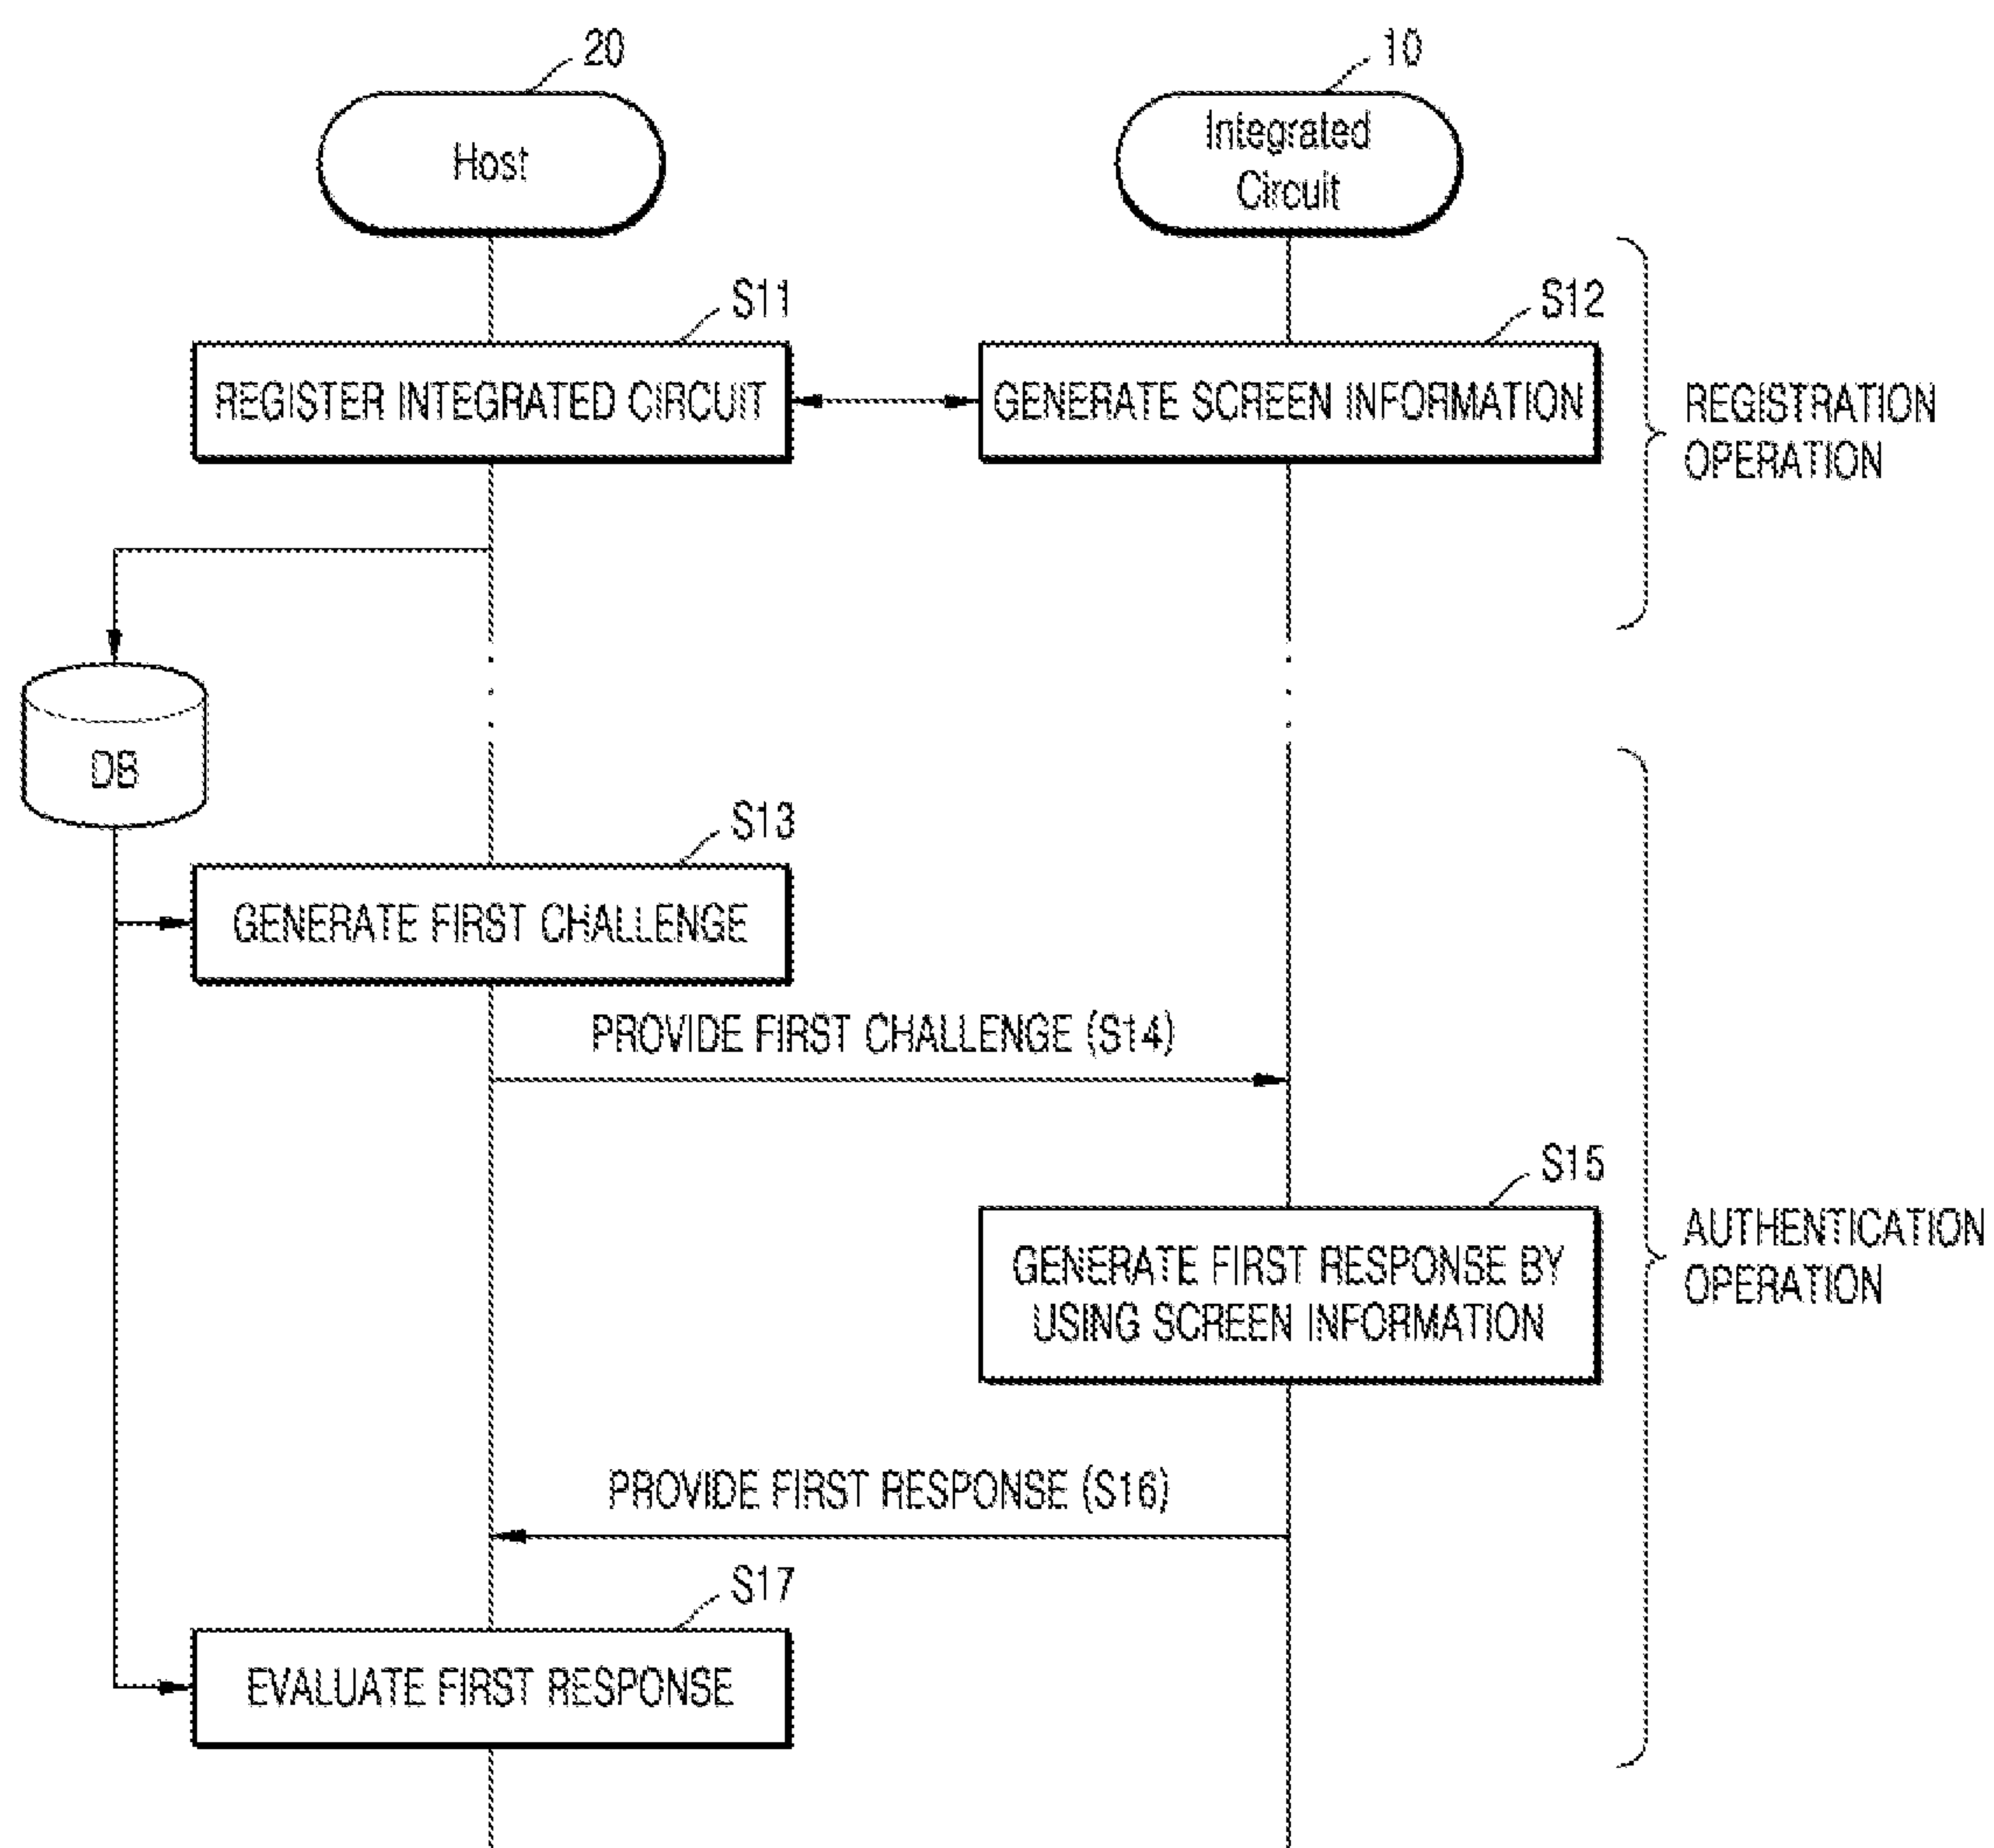 20
10
Host
Integrated
Circuit
S11
S12
REGISTER INTEGRATED CIRCUIT
GENERATE SCREEN INFORMATION
REGISTRATION
OPERATION
DB
S13
GENERATE FIRST CHALLENGE
PROVIDE FIRST CHALLENGE (S14)
S15
GENERATE FIRST RESPONSE BY
USING SCREEN INFORMATION
AUTHENTICATION
OPERATION
PROVIDE FIRST RESPONSE (S16)
S17
EVALUATE FIRST RESPONSE